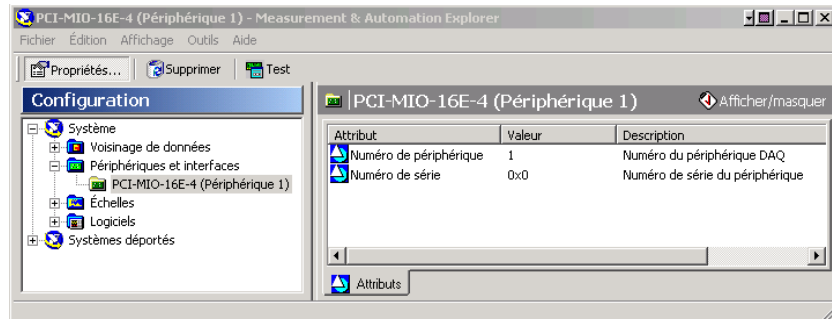 PCI-MIO-16E-4 (Périphérique 1) - Measurement & Automation Explorer
Fichier Édition Affichage Outils Aide
Propriétés... Supprimer Test
Configuration
Système
Voisinage de données
Périphériques et interfaces
PCI-MIO-16E-4 (Périphérique 1)
Échelles
Logiciels
Systèmes déportés
PCI-MIO-16E-4 (Périphérique 1) Afficher/masquer
Attribut Valeur Description
Numéro de périphérique 1 Numéro du périphérique DAQ
Numéro de série 0x0 Numéro de série du périphérique
Attributs